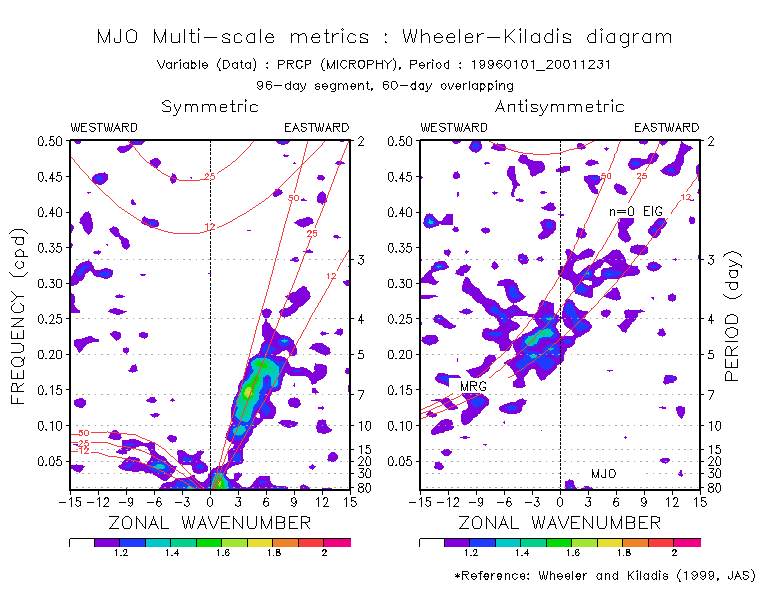 MJO Multi-scale metrics : Wheeler-Kiladis diagram
Variable (Data) : PRCP (MICROPHY), Period : 19960101_20011231
96-day segment, 60-day overlapping
Symmetric
Antisymmetric
WESTWARD EASTWARD
WESTWARD EASTWARD
FREQUENCY (cpd)
0.50
0.45
0.40
0.35
0.30
0.25
0.20
0.15
0.10
0.05
25
12
50
25
12
50
25
12
2
3
4
5
7
10
15
20
30
80
-15 -12 -9 -6 -3 0 3 6 9 12 15
ZONAL WAVENUMBER
1.2 1.4 1.6 1.8 2
0.50
0.45
0.40
0.35
0.30
0.25
0.20
0.15
0.10
0.05
50
25
12
n=0 EIG
MRG
MJO
2
3
4
5
7
10
15
20
30
80
PERIOD (day)
-15 -12 -9 -6 -3 0 3 6 9 12 15
ZONAL WAVENUMBER
1.2 1.4 1.6 1.8 2
*Reference: Wheeler and Kiladis (1999, JAS)